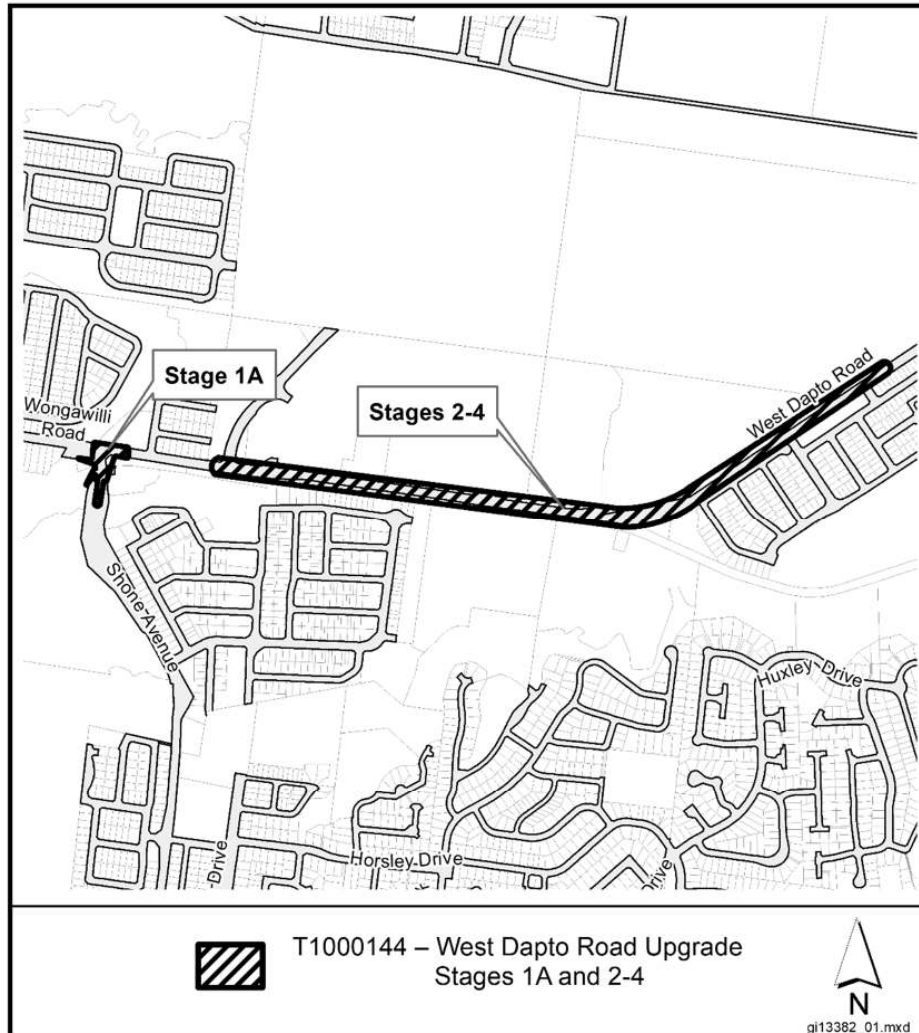 Stage 1A
Wongawilli
Road
Stages 2-4
West Dapto Road
Shone Avenue
Huxley Drive
Horsley Drive
Drive
Drive
T1000144 – West Dapto Road Upgrade
Stages 1A and 2-4
N
gi13382_01.mxd